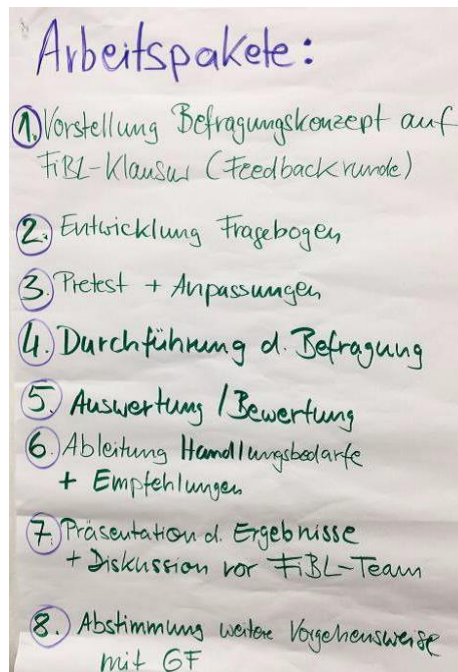 Arbeitspakete:
1. Vorstellung Befragungskonzept auf
FiBL-Klausur (Feedbackrunde)
2. Entwicklung Fragebogen
3. Pretest + Anpassungen
4. Durchführung d. Befragung
5. Auswertung / Bewertung
6. Ableitung Handlungsbedarfe
+ Empfehlungen
7. Präsentation d. Ergebnisse
+ Diskussion vor FiBL-Team
8. Abstimmung weitere Vorgehensweise
mit GF